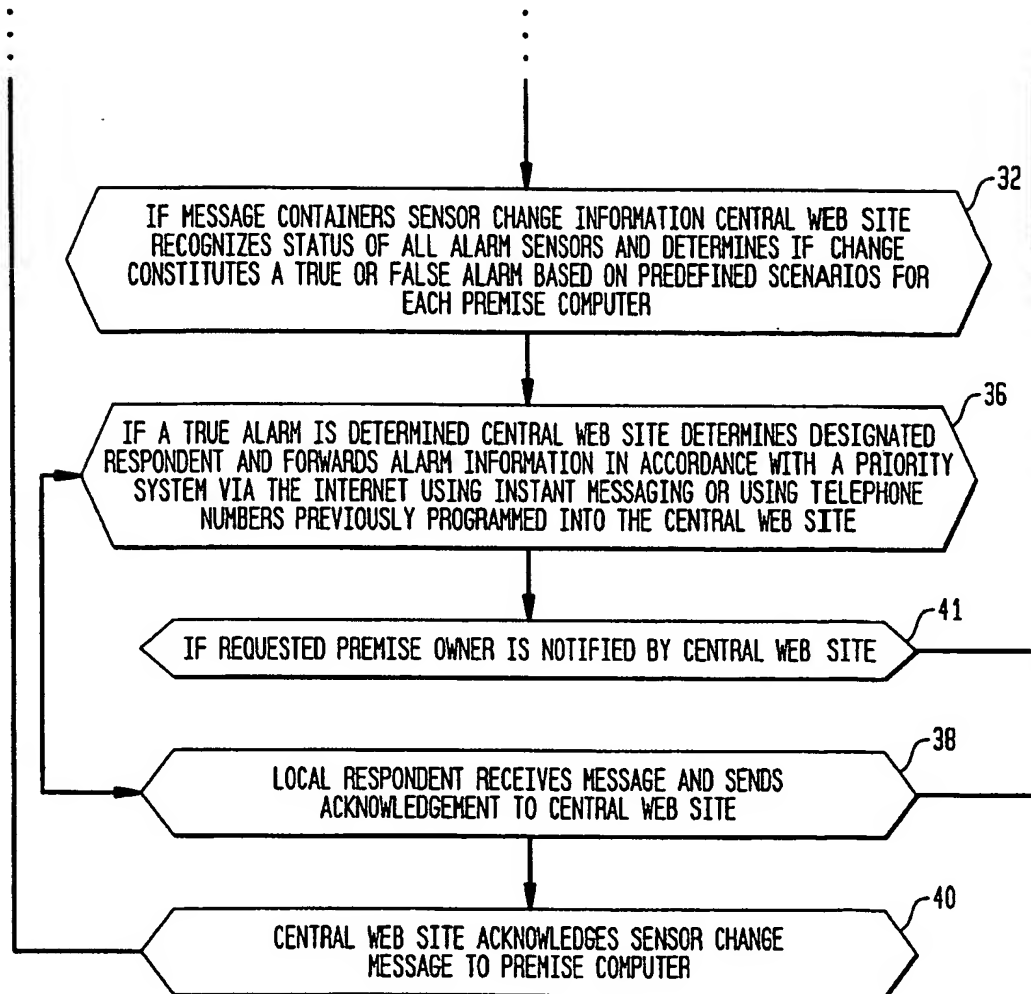 32
IF MESSAGE CONTAINERS SENSOR CHANGE INFORMATION CENTRAL WEB SITE
RECOGNIZES STATUS OF ALL ALARM SENSORS AND DETERMINES IF CHANGE
CONSTITUTES A TRUE OR FALSE ALARM BASED ON PREDEFINED SCENARIOS FOR
EACH PREMISE COMPUTER
36
IF A TRUE ALARM IS DETERMINED CENTRAL WEB SITE DETERMINES DESIGNATED
RESPONDENT AND FORWARDS ALARM INFORMATION IN ACCORDANCE WITH A PRIORITY
SYSTEM VIA THE INTERNET USING INSTANT MESSAGING OR USING TELEPHONE
NUMBERS PREVIOUSLY PROGRAMMED INTO THE CENTRAL WEB SITE
41
IF REQUESTED PREMISE OWNER IS NOTIFIED BY CENTRAL WEB SITE
38
LOCAL RESPONDENT RECEIVES MESSAGE AND SENDS
ACKNOWLEDGEMENT TO CENTRAL WEB SITE
40
CENTRAL WEB SITE ACKNOWLEDGES SENSOR CHANGE
MESSAGE TO PREMISE COMPUTER